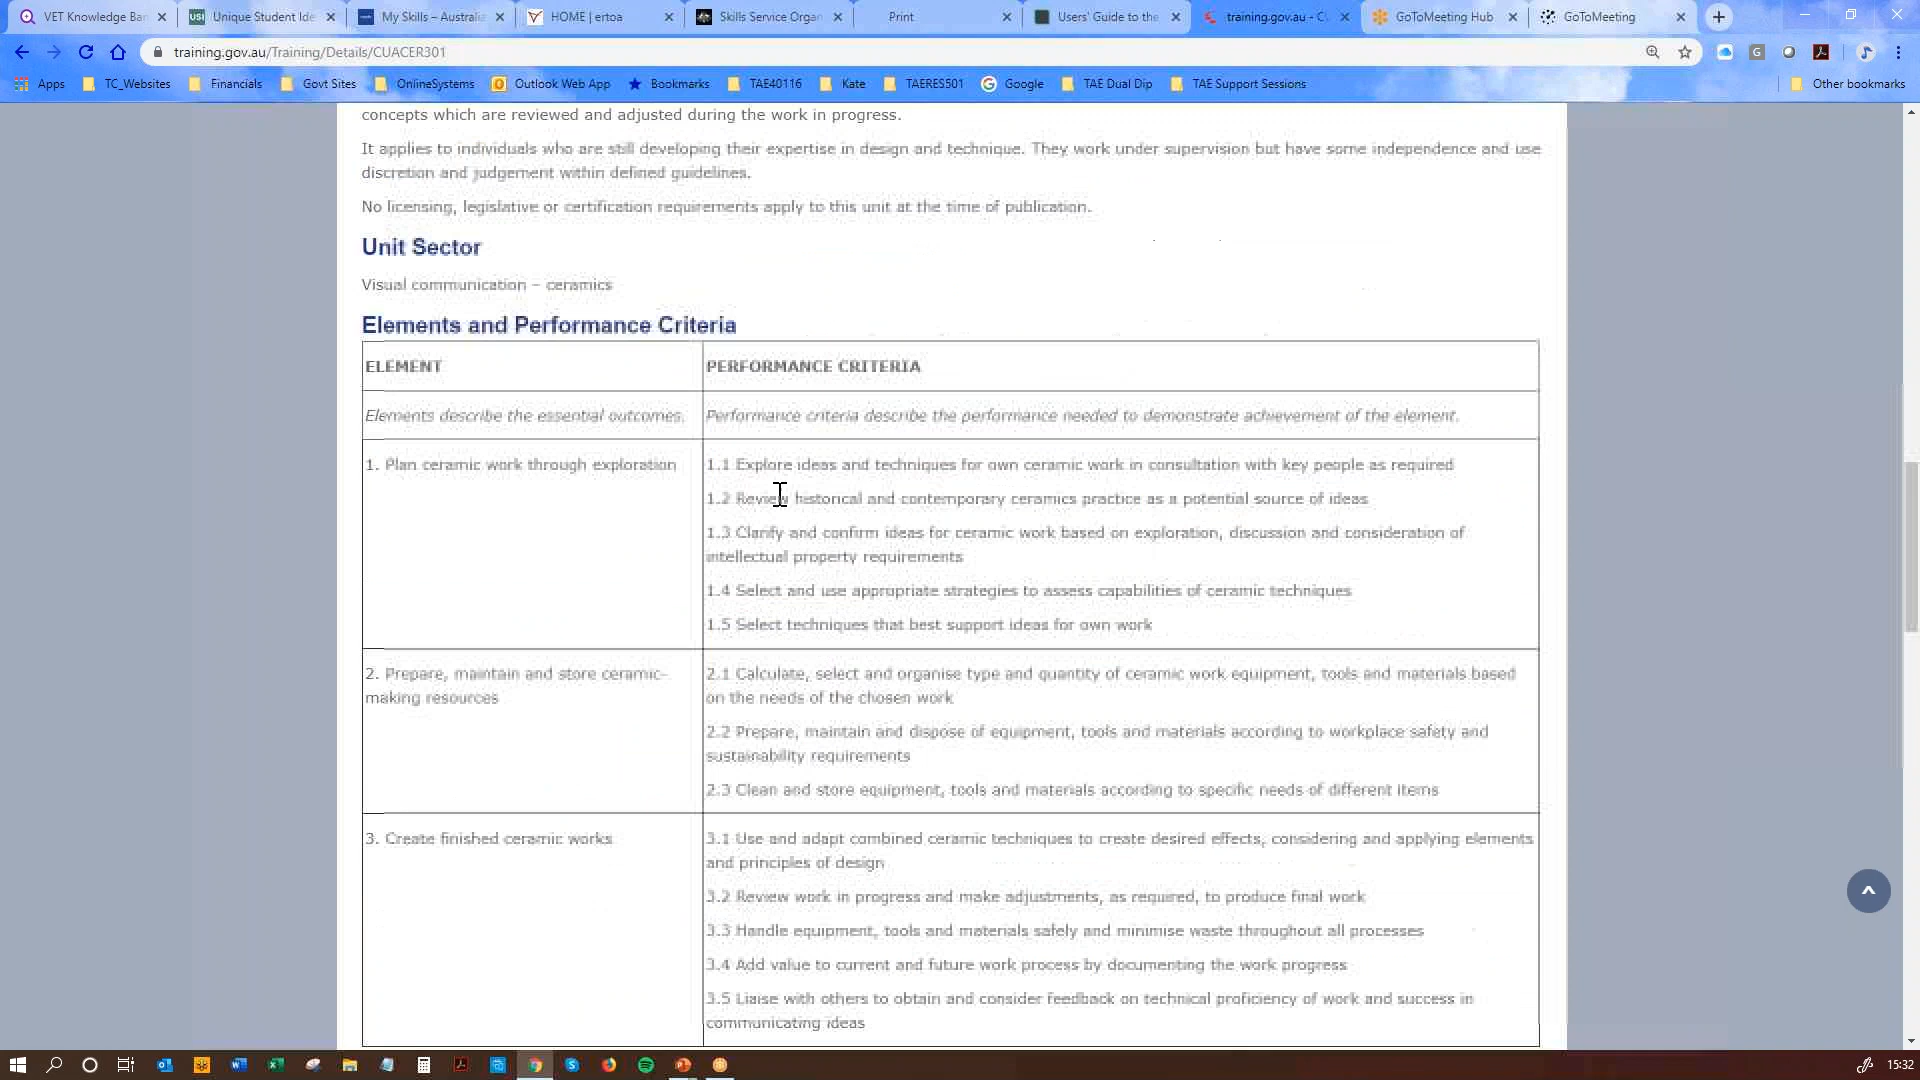 VET Knowledge Ban
USI Unique Student Ide
My Skills – Australia
HOME | ertoa
Skills Service Organ
Print
Users' Guide to the
training.gov.au - CU
GoToMeeting Hub
GoToMeeting
training.gov.au/Training/Details/CUACER301
Apps
TC_Websites
Financials
Govt Sites
OnlineSystems
Outlook Web App
Bookmarks
TAE40116
Kate
TAERES501
Google
TAE Dual Dip
TAE Support Sessions
Other bookmarks
concepts which are reviewed and adjusted during the work in progress.
It applies to individuals who are still developing their expertise in design and technique. They work under supervision but have some independence and use
discretion and judgement within defined guidelines.
No licensing, legislative or certification requirements apply to this unit at the time of publication.
Unit Sector
Visual communication – ceramics
Elements and Performance Criteria
ELEMENT
PERFORMANCE CRITERIA
Elements describe the essential outcomes.
Performance criteria describe the performance needed to demonstrate achievement of the element.
1. Plan ceramic work through exploration
1.1 Explore ideas and techniques for own ceramic work in consultation with key people as required
1.2 Review historical and contemporary ceramics practice as a potential source of ideas
1.3 Clarify and confirm ideas for ceramic work based on exploration, discussion and consideration of
intellectual property requirements
1.4 Select and use appropriate strategies to assess capabilities of ceramic techniques
1.5 Select techniques that best support ideas for own work
2. Prepare, maintain and store ceramic-
making resources
2.1 Calculate, select and organise type and quantity of ceramic work equipment, tools and materials based
on the needs of the chosen work
2.2 Prepare, maintain and dispose of equipment, tools and materials according to workplace safety and
sustainability requirements
2.3 Clean and store equipment, tools and materials according to specific needs of different items
3. Create finished ceramic works
3.1 Use and adapt combined ceramic techniques to create desired effects, considering and applying elements
and principles of design
3.2 Review work in progress and make adjustments, as required, to produce final work
3.3 Handle equipment, tools and materials safely and minimise waste throughout all processes
3.4 Add value to current and future work process by documenting the work progress
3.5 Liaise with others to obtain and consider feedback on technical proficiency of work and success in
communicating ideas
15:32